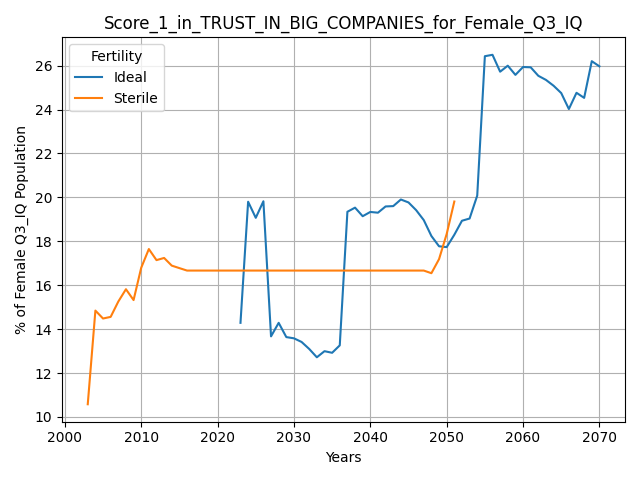 Score_1_in_TRUST_IN_BIG_COMPANIES_for_Female_Q3_IQ
Fertility
Ideal
Sterile
% of Female Q3_IQ Population
26
24
22
20
18
16
14
12
10
2000 2010 2020 2030 2040 2050 2060 2070
Years